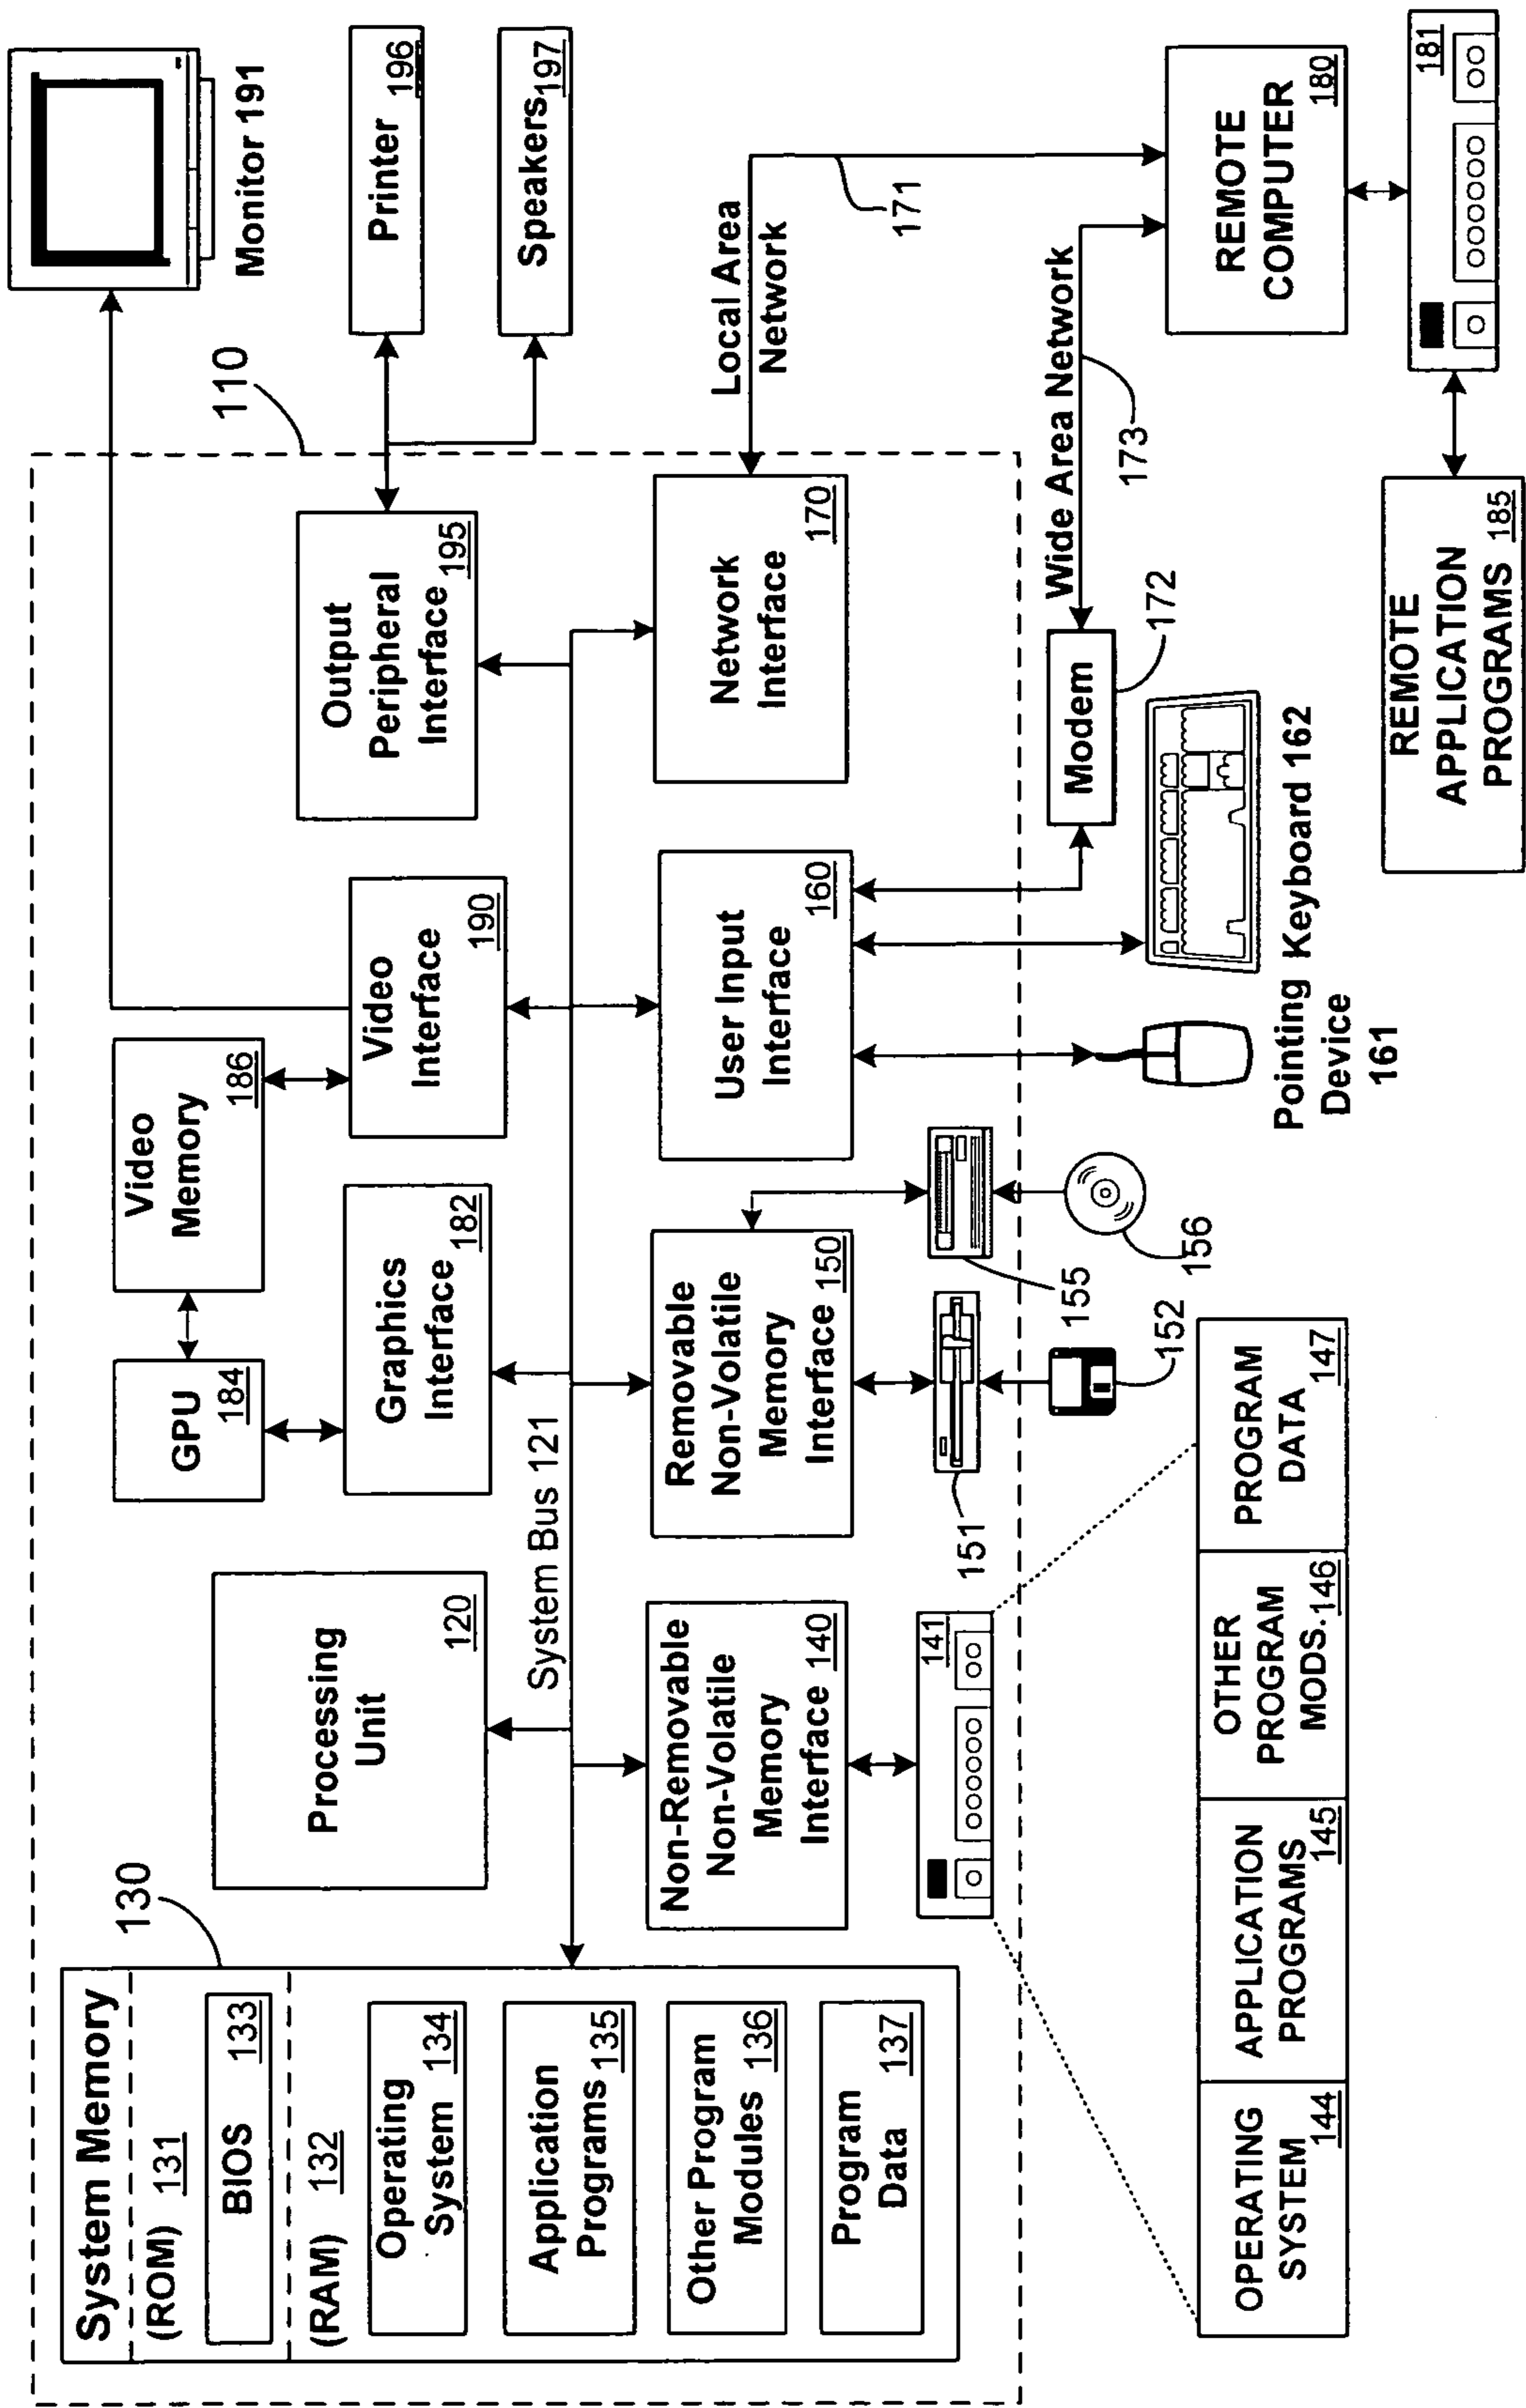 110
Monitor 191
System Memory
130
(ROM) 131
BIOS 133
(RAM) 132
Operating
System 134
Application
Programs 135
Other Program
Modules 136
Program
Data 137
Processing
Unit
120
GPU
184
Video
Memory
186
Graphics
Interface
182
Video
Interface
190
Output
Peripheral
Interface
195
Printer
196
Speakers
197
System Bus 121
Non-Removable
Non-Volatile
Memory
Interface 140
Removable
Non-Volatile
Memory
Interface 150
User Input
Interface
160
Network
Interface
170
Local Area
Network
171
141
151
155
152
156
Wide Area Network
173
Modem
172
Keyboard 162
Pointing
Device
161
REMOTE
COMPUTER
180
181
REMOTE
APPLICATION
PROGRAMS 185
OPERATING
SYSTEM 144
APPLICATION
PROGRAMS
145
OTHER
PROGRAM
MODS. 146
PROGRAM
DATA 147